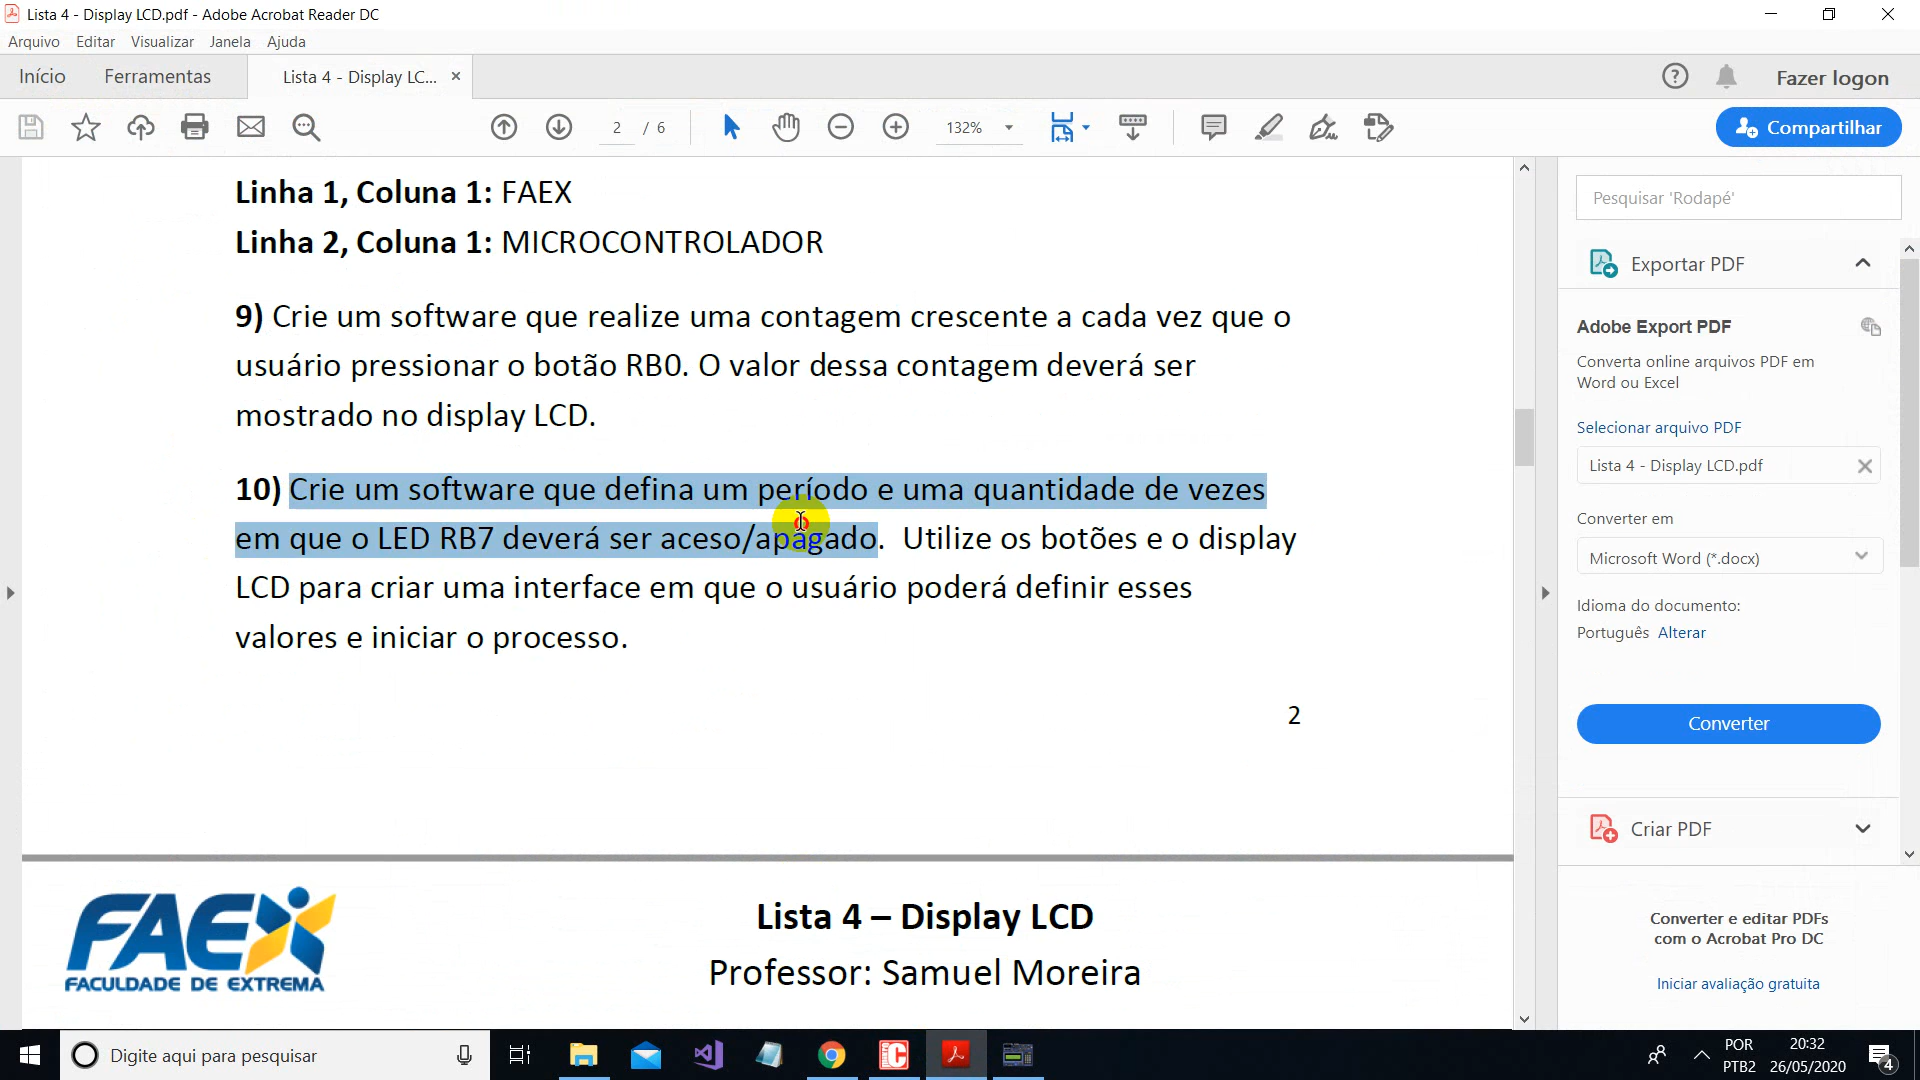 Lista 4 - Display LCD.pdf - Adobe Acrobat Reader DC
Arquivo Editar Visualizar Janela Ajuda
Início Ferramentas Lista 4 - Display LC... × Fazer logon
2 / 6 132% Compartilhar
Linha 1, Coluna 1: FAEX
Linha 2, Coluna 1: MICROCONTROLADOR
9) Crie um software que realize uma contagem crescente a cada vez que o
usuário pressionar o botão RB0. O valor dessa contagem deverá ser
mostrado no display LCD.
10) Crie um software que defina um período e uma quantidade de vezes
em que o LED RB7 deverá ser aceso/apagado. Utilize os botões e o display
LCD para criar uma interface em que o usuário poderá definir esses
valores e iniciar o processo.
2
FAEX
FACULDADE DE EXTREMA
Lista 4 – Display LCD
Professor: Samuel Moreira
Pesquisar 'Rodapé'
Exportar PDF
Adobe Export PDF
Converta online arquivos PDF em
Word ou Excel
Selecionar arquivo PDF
Lista 4 - Display LCD.pdf
Converter em
Microsoft Word (*.docx)
Idioma do documento:
Português Alterar
Converter
Criar PDF
Converter e editar PDFs
com o Acrobat Pro DC
Iniciar avaliação gratuita
Digite aqui para pesquisar
POR
PTB2
20:32
26/05/2020
4